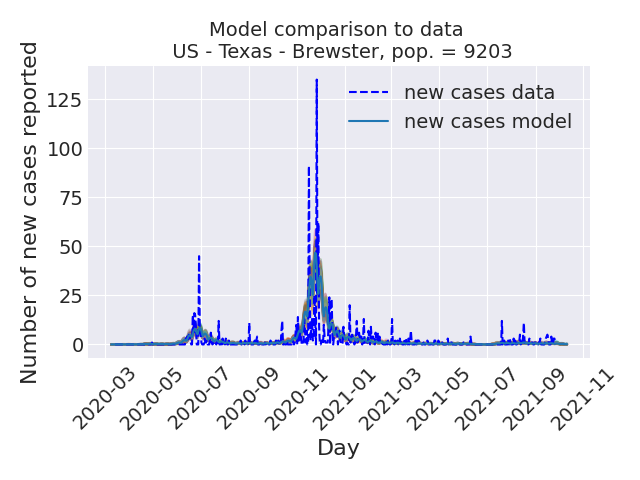 Model comparison to data
US - Texas - Brewster, pop. = 9203
Number of new cases reported
125
100
75
50
25
0
new cases data
new cases model
2020-03
2020-05
2020-07
2020-09
2020-11
2021-01
2021-03
2021-05
2021-07
2021-09
2021-11
Day